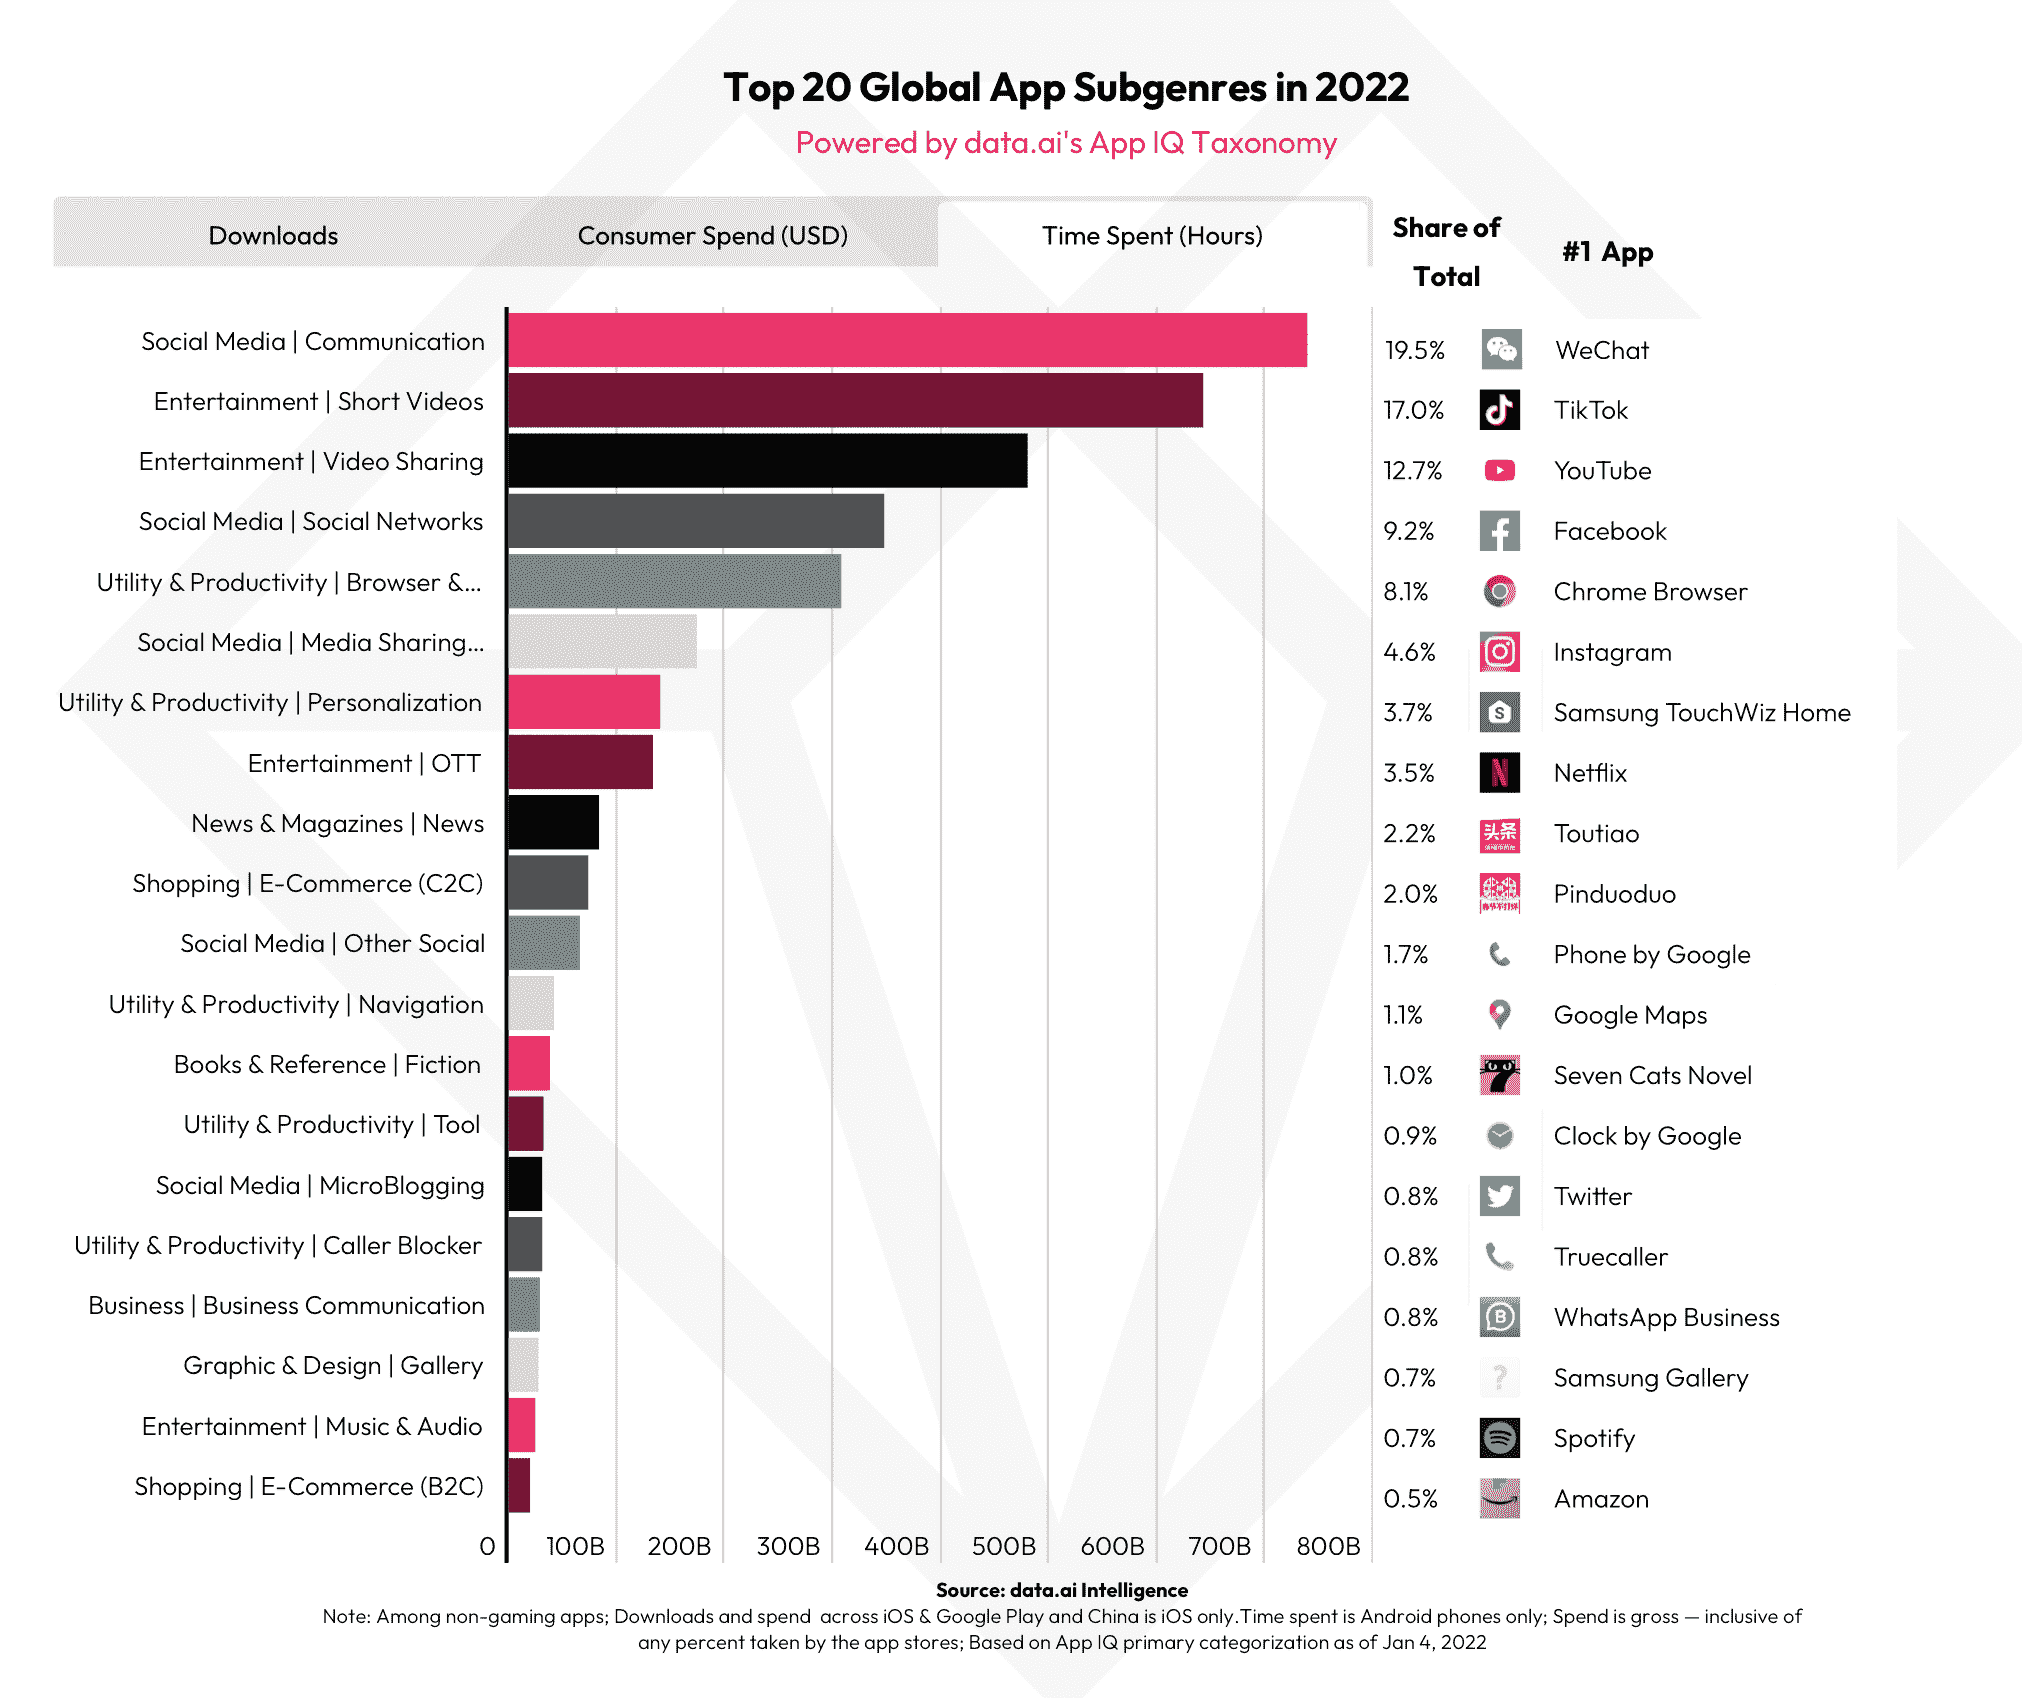 Top 20 Global App Subgenres in 2022
Powered by data.ai's App IQ Taxonomy
Downloads
Consumer Spend (USD)
Time Spent (Hours)
Share of
Total
#1 App
Social Media | Communication 19.5% WeChat
Entertainment | Short Videos 17.0% TikTok
Entertainment | Video Sharing 12.7% YouTube
Social Media | Social Networks 9.2% Facebook
Utility & Productivity | Browser &... 8.1% Chrome Browser
Social Media | Media Sharing... 4.6% Instagram
Utility & Productivity | Personalization 3.7% S Samsung TouchWiz Home
Entertainment | OTT 3.5% N Netflix
News & Magazines | News 2.2% 头条 Toutiao
Shopping | E-Commerce (C2C) 2.0% Pinduoduo
Social Media | Other Social 1.7% Phone by Google
Utility & Productivity | Navigation 1.1% Google Maps
Books & Reference | Fiction 1.0% Seven Cats Novel
Utility & Productivity | Tool 0.9% Clock by Google
Social Media | MicroBlogging 0.8% Twitter
Utility & Productivity | Caller Blocker 0.8% Truecaller
Business | Business Communication 0.8% B WhatsApp Business
Graphic & Design | Gallery 0.7% ? Samsung Gallery
Entertainment | Music & Audio 0.7% Spotify
Shopping | E-Commerce (B2C) 0.5% Amazon
0 100B 200B 300B 400B 500B 600B 700B 800B
Source: data.ai Intelligence
Note: Among non-gaming apps; Downloads and spend  across iOS & Google Play and China is iOS only.Time spent is Android phones only; Spend is gross — inclusive of
any percent taken by the app stores; Based on App IQ primary categorization as of Jan 4, 2022